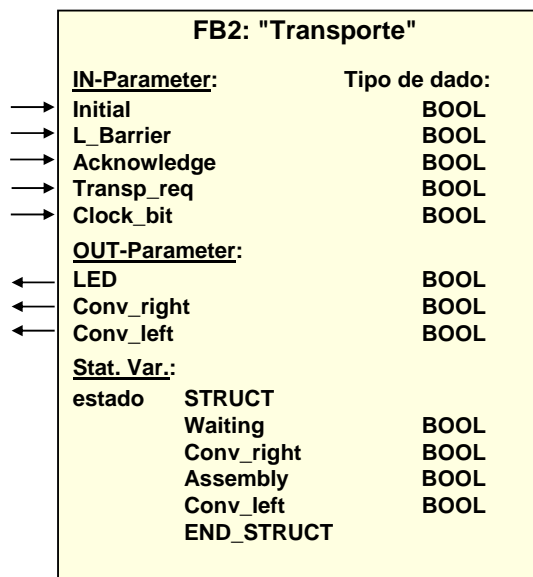 FB2: "Transporte"
IN-Parameter: Tipo de dado:
Initial BOOL
L_Barrier BOOL
Acknowledge BOOL
Transp_req BOOL
Clock_bit BOOL
OUT-Parameter:
LED BOOL
Conv_right BOOL
Conv_left BOOL
Stat. Var.:
estado STRUCT
Waiting BOOL
Conv_right BOOL
Assembly BOOL
Conv_left BOOL
END_STRUCT